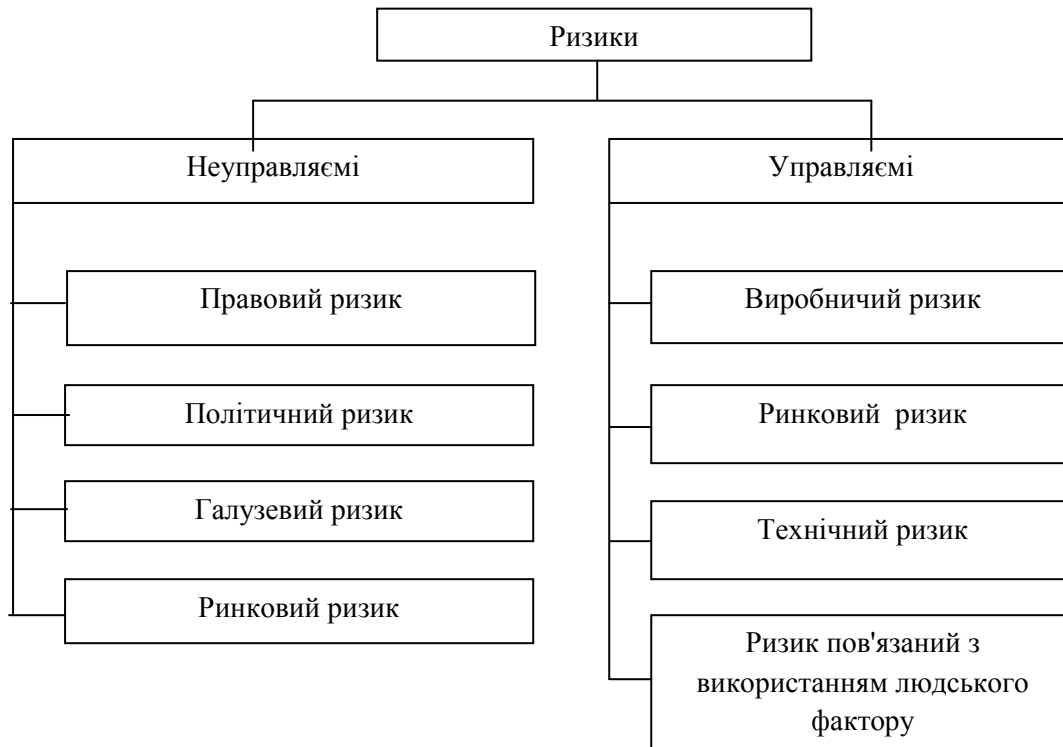 Ризики
Неуправляємі
Управляємі
Правовий ризик
Виробничий ризик
Політичний ризик
Ринковий ризик
Галузевий ризик
Технічний ризик
Ринковий ризик
Ризик пов'язаний з
використанням людського
фактору